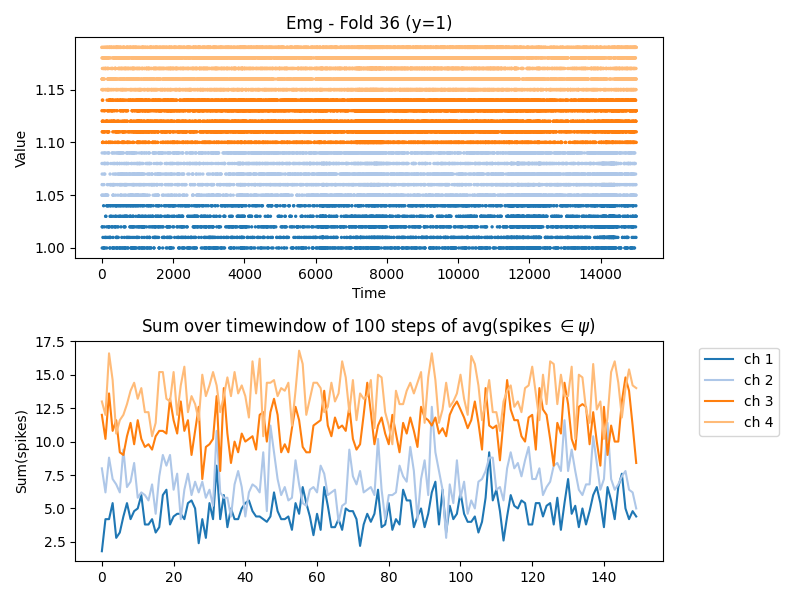 Emg - Fold 36 (y=1)
1.15
1.10
1.05
1.00
Value
0 2000 4000 6000 8000 10000 12000 14000
Time
Sum over timewindow of 100 steps of avg(spikes ∈ψ)
17.5
15.0
12.5
10.0
7.5
5.0
2.5
Sum(spikes)
0 20 40 60 80 100 120 140
ch 1
ch 2
ch 3
ch 4